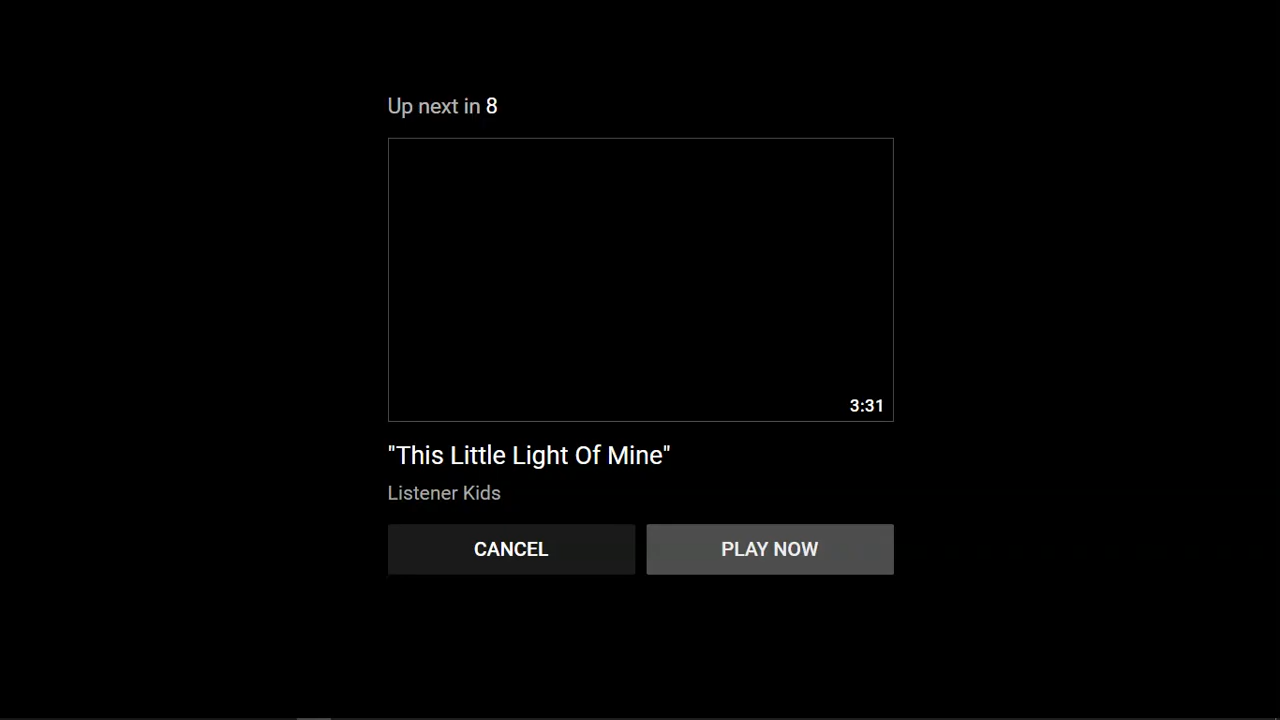 Up next in 8
3:31
"This Little Light Of Mine"
Listener Kids
CANCEL PLAY NOW